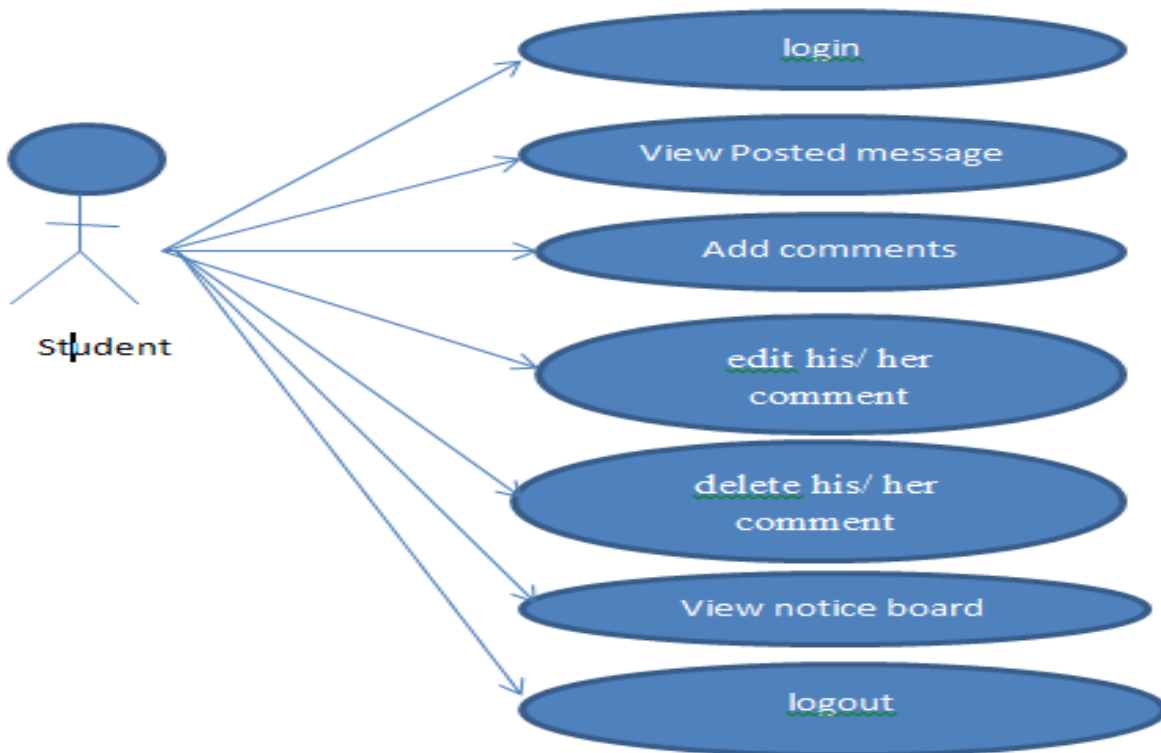 login
View Posted message
Add comments
Student
edit his/ her
comment
delete his/ her
comment
View notice board
logout